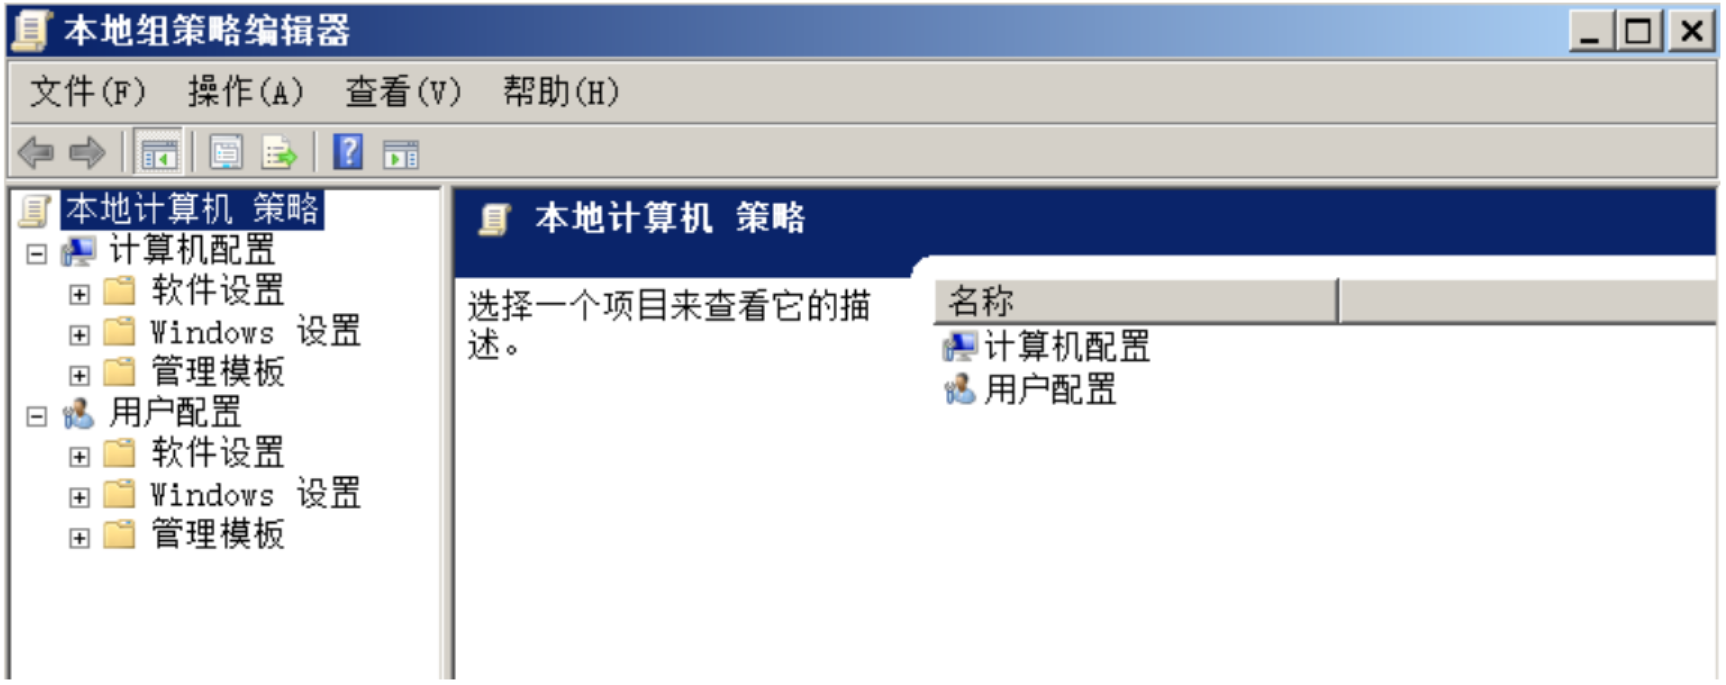 本地组策略编辑器
文件(F) 操作(A) 查看(V) 帮助(H)
本地计算机 策略
计算机配置
软件设置
Windows 设置
管理模板
用户配置
软件设置
Windows 设置
管理模板
本地计算机 策略
选择一个项目来查看它的描
述。
名称
计算机配置
用户配置